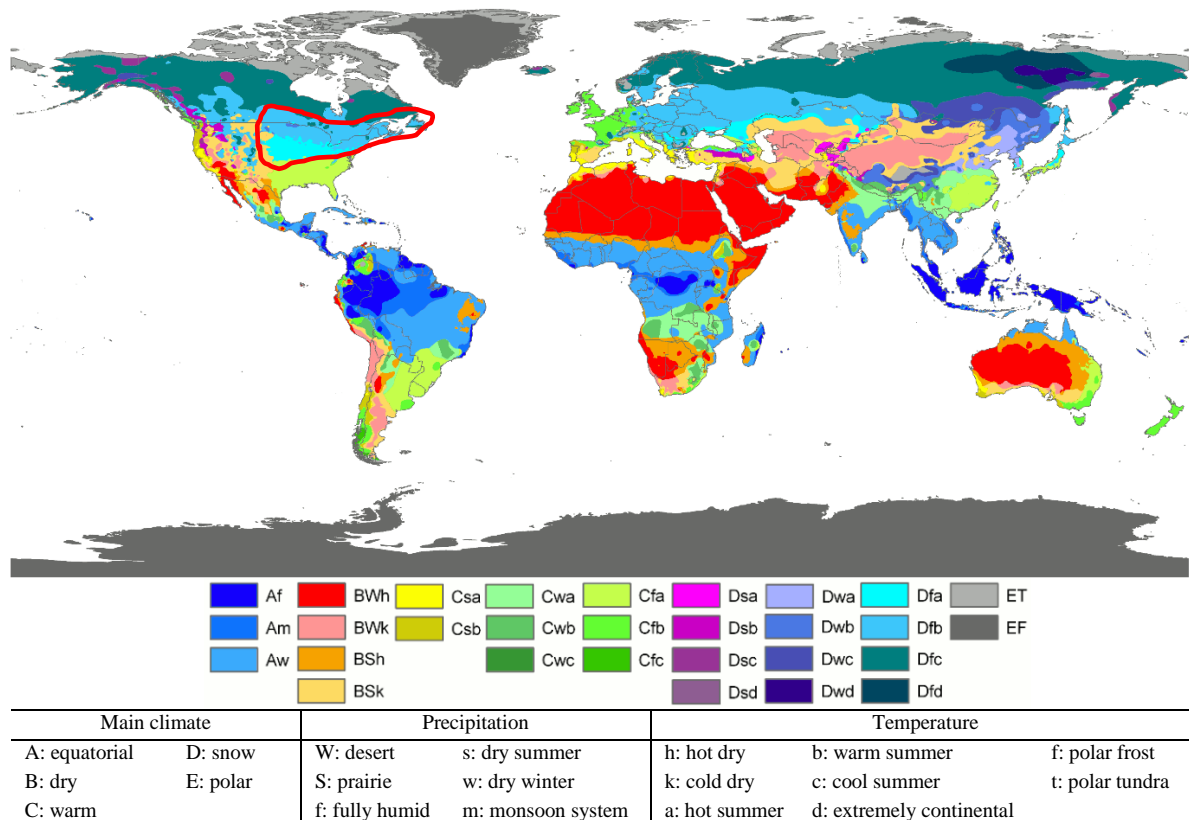 Af BWh Csa Cwa Cfa Dsa Dwa Dfa ET
Am BWk Csb Cwb Cfb Dsb Dwb Dfb EF
Aw BSh Cwc Cfc Dsc Dwc Dfc
BSk Dsd Dwd Dfd
Main climate Precipitation Temperature
A: equatorial D: snow W: desert s: dry summer h: hot dry b: warm summer f: polar frost
B: dry E: polar S: prairie w: dry winter k: cold dry c: cool summer t: polar tundra
C: warm f: fully humid m: monsoon system a: hot summer d: extremely continental